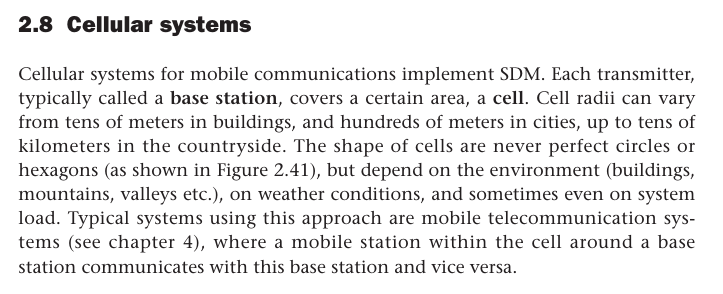 2.8 Cellular systems
Cellular systems for mobile communications implement SDM. Each transmitter,
typically called a base station, covers a certain area, a cell. Cell radii can vary
from tens of meters in buildings, and hundreds of meters in cities, up to tens of
kilometers in the countryside. The shape of cells are never perfect circles or
hexagons (as shown in Figure 2.41), but depend on the environment (buildings,
mountains, valleys etc.), on weather conditions, and sometimes even on system
load. Typical systems using this approach are mobile telecommunication sys-
tems (see chapter 4), where a mobile station within the cell around a base
station communicates with this base station and vice versa.